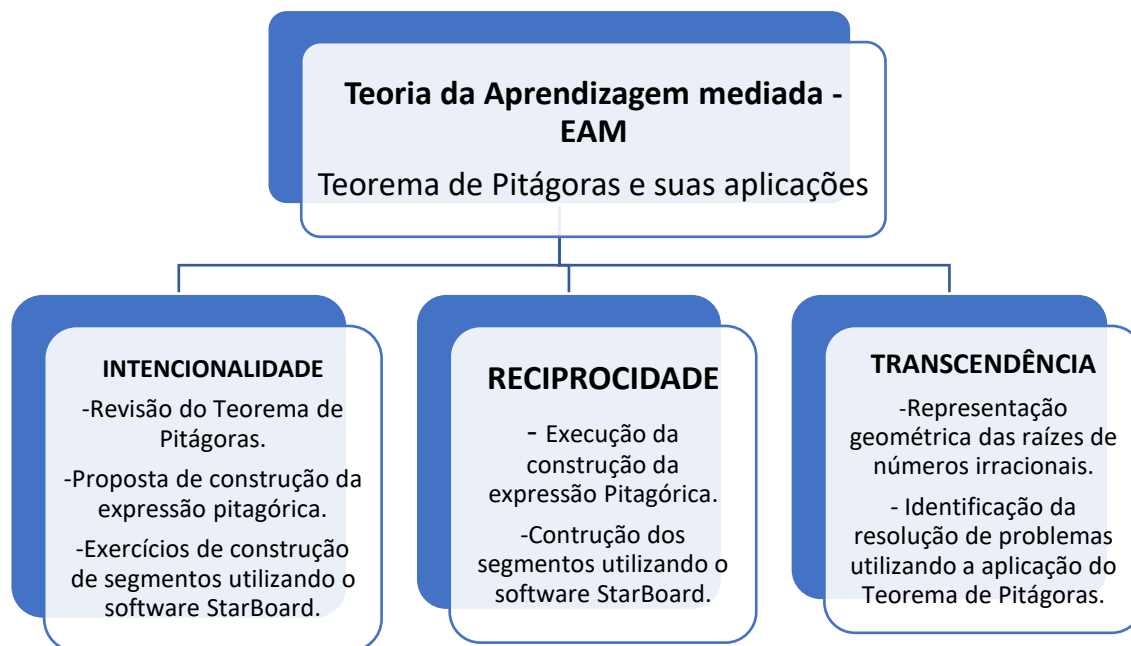 Teoria da Aprendizagem mediada -
EAM
Teorema de Pitágoras e suas aplicações
INTENCIONALIDADE
-Revisão do Teorema de
Pitágoras.
-Proposta de construção da
expressão pitagórica.
-Exercícios de construção
de segmentos utilizando o
software StarBoard.
RECIPROCIDADE
- Execução da
construção da
expressão Pitagórica.
-Contrução dos
segmentos utilizando o
software StarBoard.
TRANSCENDÊNCIA
-Representação
geométrica das raízes de
números irracionais.
- Identificação da
resolução de problemas
utilizando a aplicação do
Teorema de Pitágoras.